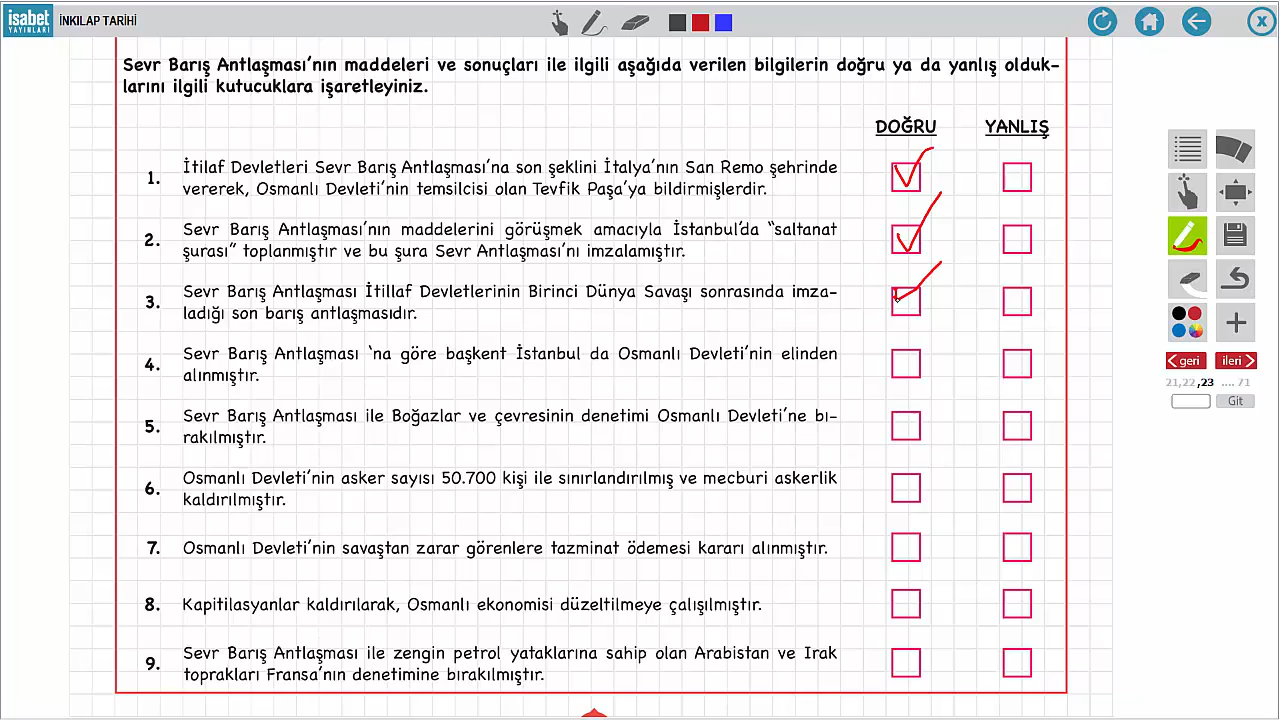 isabet
YAYINLARI
İNKILAP TARİHİ
Sevr Barış Antlaşması'nın maddeleri ve sonuçları ile ilgili aşağıda verilen bilgilerin doğru ya da yanlış olduk-
larını ilgili kutucuklara işaretleyiniz.
DOĞRU YANLIŞ
1. İtilaf Devletleri Sevr Barış Antlaşması'na son şeklini İtalya'nın San Remo şehrinde
vererek, Osmanlı Devleti'nin temsilcisi olan Tevfik Paşa'ya bildirmişlerdir.
2. Sevr Barış Antlaşması'nın maddelerini görüşmek amacıyla İstanbul'da “saltanat
şurası” toplanmıştır ve bu şura Sevr Antlaşması'nı imzalamıştır.
3. Sevr Barış Antlaşması İtillaf Devletlerinin Birinci Dünya Savaşı sonrasında imza-
ladığı son barış antlaşmasıdır.
4. Sevr Barış Antlaşması 'na göre başkent İstanbul da Osmanlı Devleti'nin elinden
alınmıştır.
5. Sevr Barış Antlaşması ile Boğazlar ve çevresinin denetimi Osmanlı Devleti'ne bı-
rakılmıştır.
6. Osmanlı Devleti'nin asker sayısı 50.700 kişi ile sınırlandırılmış ve mecburi askerlik
kaldırılmıştır.
7. Osmanlı Devleti'nin savaştan zarar görenlere tazminat ödemesi kararı alınmıştır.
8. Kapitilasyanlar kaldırılarak, Osmanlı ekonomisi düzeltilmeye çalışılmıştır.
9. Sevr Barış Antlaşması ile zengin petrol yataklarına sahip olan Arabistan ve Irak
toprakları Fransa'nın denetimine bırakılmıştır.
geri ileri
21,22,23 .... 71
Git